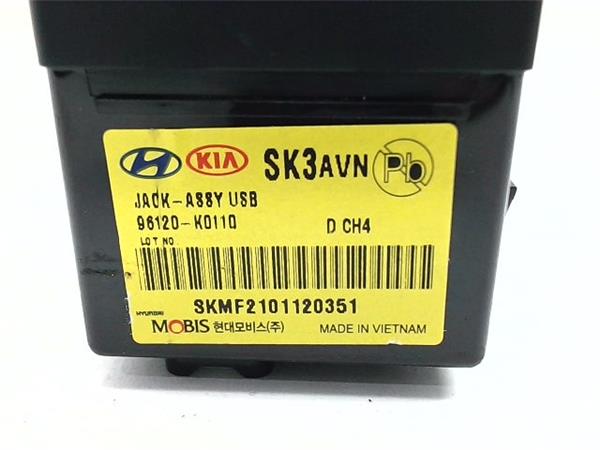 KIA SK3AVN Pb
JACK-ASSY USB
96120-K0110 D CH4
LOT NO
SKMF2101120351
HYUNDAI
MOBIS 현대모비스(주) MADE IN VIETNAM